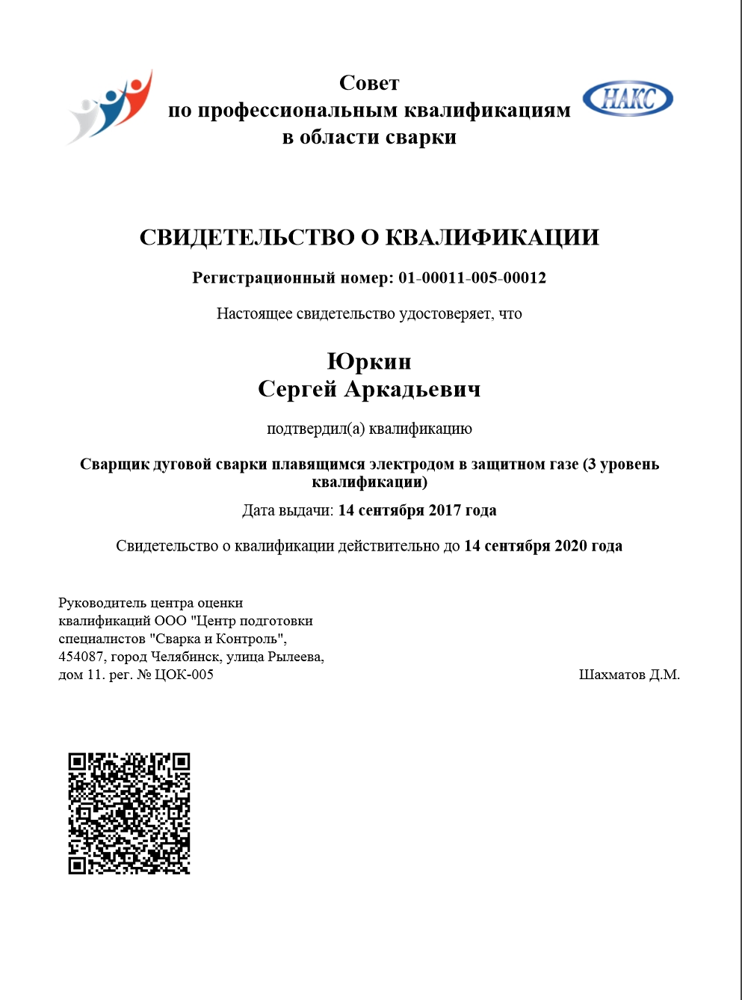 Совет
по профессиональным квалификациям
в области сварки
НАКС
СВИДЕТЕЛЬСТВО О КВАЛИФИКАЦИИ
Регистрационный номер: 01-00011-005-00012
Настоящее свидетельство удостоверяет, что
Юркин
Сергей Аркадьевич
подтвердил(а) квалификацию
Сварщик дуговой сварки плавящимся электродом в защитном газе (3 уровень
квалификации)
Дата выдачи: 14 сентября 2017 года
Свидетельство о квалификации действительно до 14 сентября 2020 года
Руководитель центра оценки
квалификаций ООО "Центр подготовки
специалистов "Сварка и Контроль",
454087, город Челябинск, улица Рылеева,
дом 11. рег. № ЦОК-005
Шахматов Д.М.